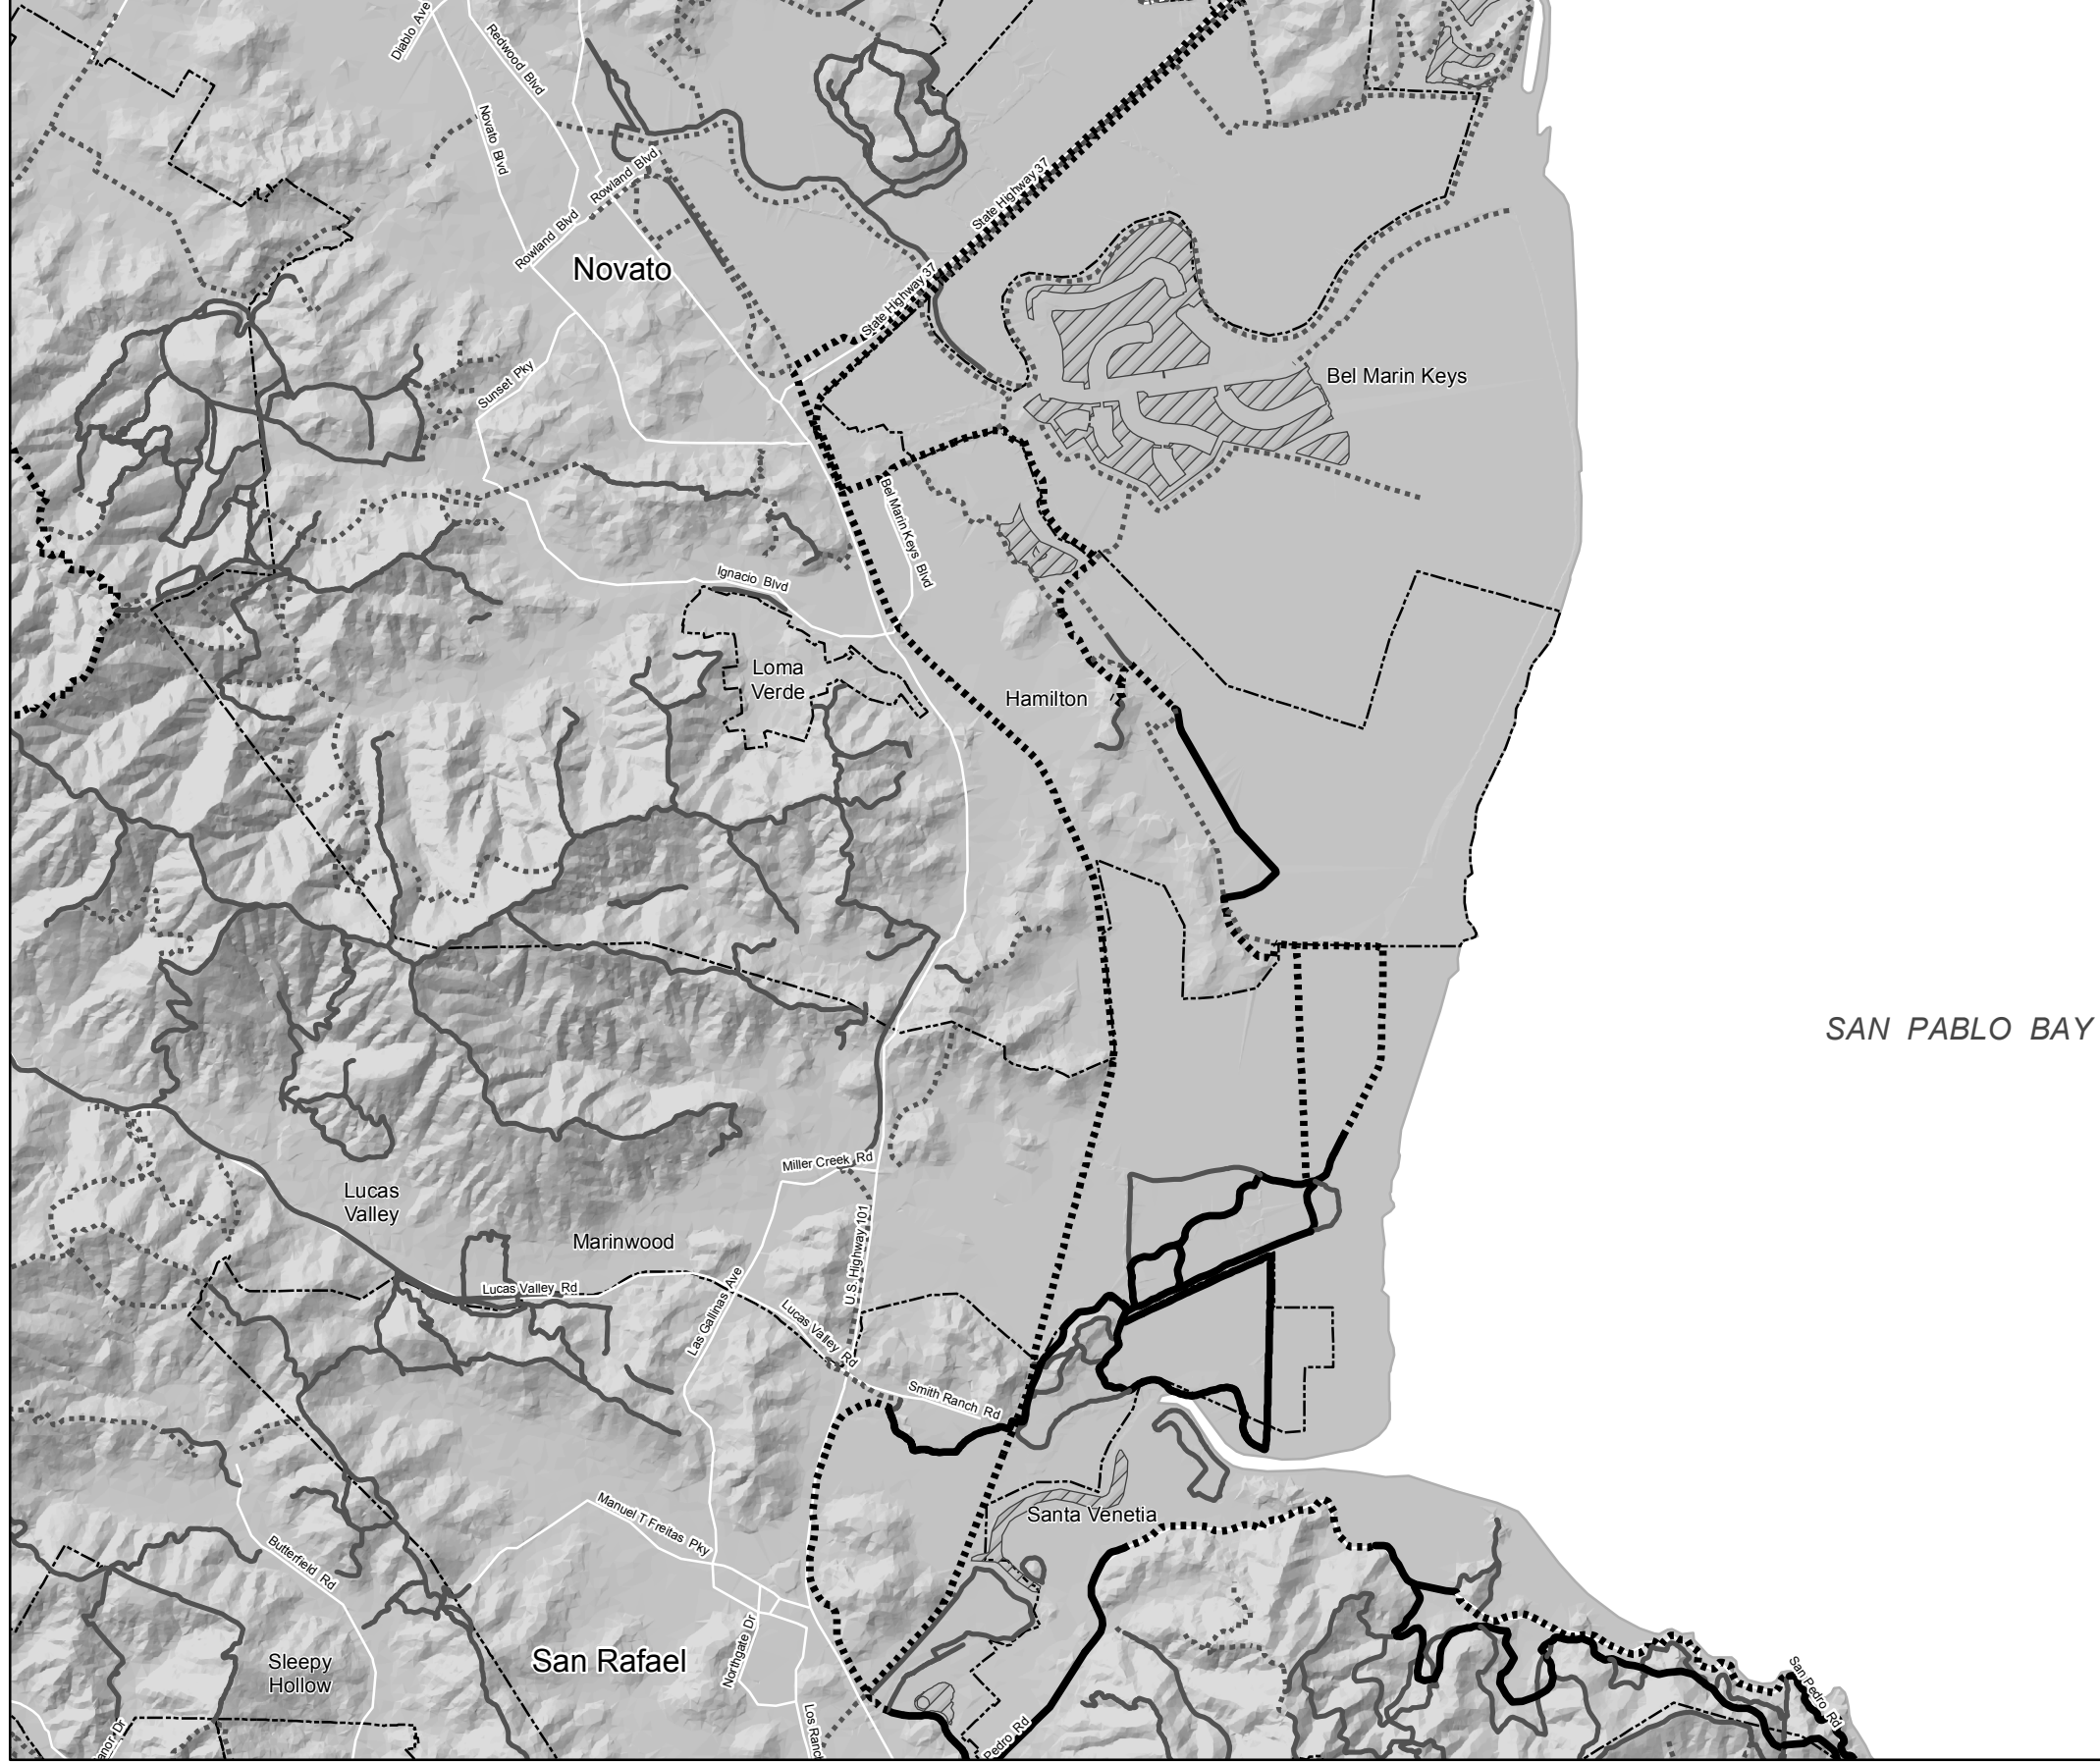 Diablo Ave
Redwood Blvd
Novato Blvd
Rowland Blvd
Rowland Blvd
State Highway 37
Novato
State Highway 37
Bel Marin Keys
Sunset Pky
Bel Marin Keys Blvd
Ignacio Blvd
Loma
Verde
Hamilton
SAN PABLO BAY
Miller Creek Rd
Lucas
Valley
Marinwood
U.S. Highway 101
Lucas Valley Rd
Las Gallinas Ave
Lucas Valley Rd
Smith Ranch Rd
Manuel T Freitas Pky
Santa Venetia
Butterfield Rd
Northgate Dr
San Rafael
Sleepy
Hollow
San Pedro Rd
Los
Pedro Rd
Dr